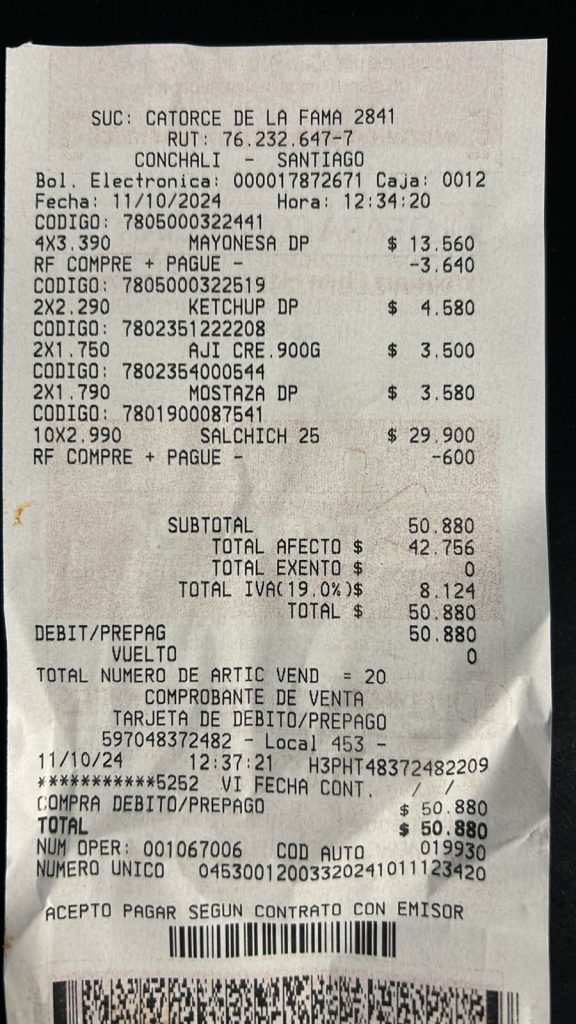 SUC: CATORCE DE LA FAMA 2841
RUT: 76.232.647-7
CONCHALI - SANTIAGO
Bol. Electronica: 000017872671 Caja: 0012
Fecha: 11/10/2024 Hora: 12:34:20
CODIGO: 7805000322441
4X3.390 MAYONESA DP $ 13.560
RF COMPRE + PAGUE - -3.640
CODIGO: 7805000322519
2X2.290 KETCHUP DP $ 4.580
CODIGO: 7802351222208
2X1.750 AJI CRE.900G $ 3.500
CODIGO: 7802354000544
2X1.790 MOSTAZA DP $ 3.580
CODIGO: 7801900087541
10X2.990 SALCHICH 25 $ 29.900
RF COMPRE + PAGUE - -600
SUBTOTAL 50.880
TOTAL AFECTO $ 42.756
TOTAL EXENTO $ 0
TOTAL IVA(19.0%)$ 8.124
TOTAL $ 50.880
DEBIT/PREPAG 50.880
VUELTO 0
TOTAL NUMERO DE ARTIC VEND = 20
COMPROBANTE DE VENTA
TARJETA DE DEBITO/PREPAGO
597048372482 - Local 453 -
11/10/24 12:37:21 H3PHT48372482209
***********5252 VI FECHA CONT. / /
COMPRA DEBITO/PREPAGO $ 50.880
TOTAL $ 50.880
NUM OPER: 001067006 COD AUTO 019930
NUMERO UNICO 04530012003320241011123420
ACEPTO PAGAR SEGUN CONTRATO CON EMISOR